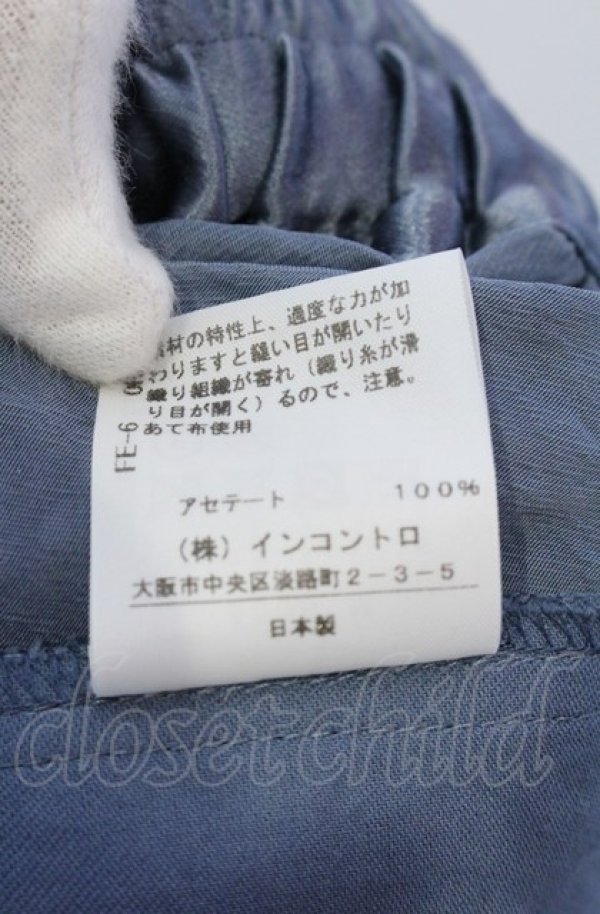 素材の特性上、過度な力が加
わりますと縫い目が開いたり
織り組織が寄れ（織り糸が滑
り目が開く）るので、注意。
あて布使用
FE-6
アセテート 100%
（株）インコントロ
大阪市中央区淡路町2-3-5
日本製
closet child